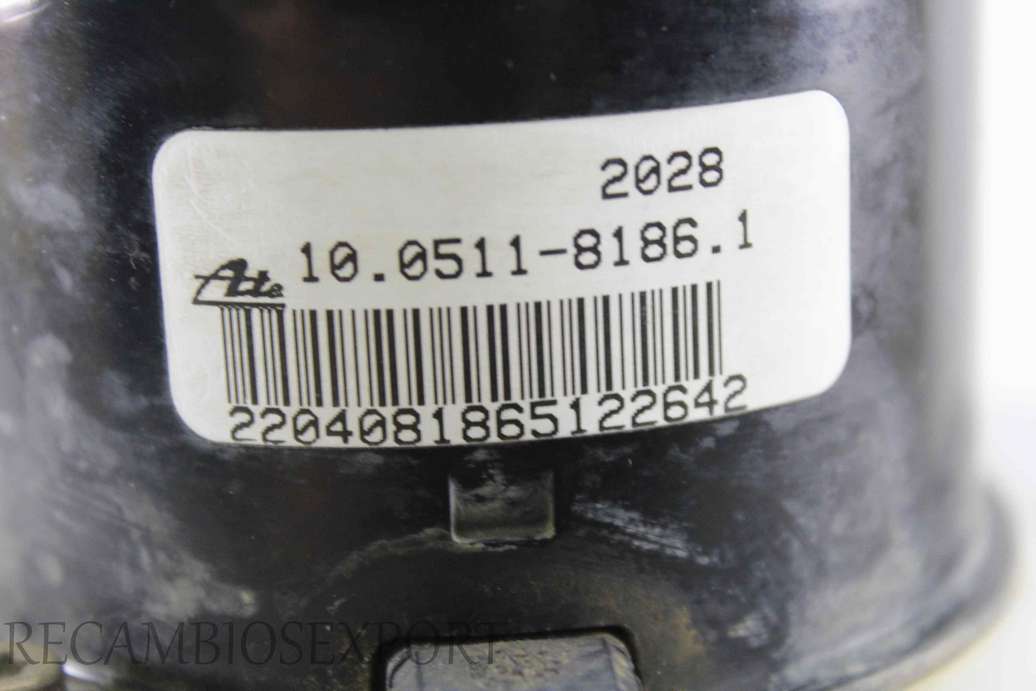 2028
Ate 10.0511-8186.1
2204081865122642
RECAMBIOSEXPORT